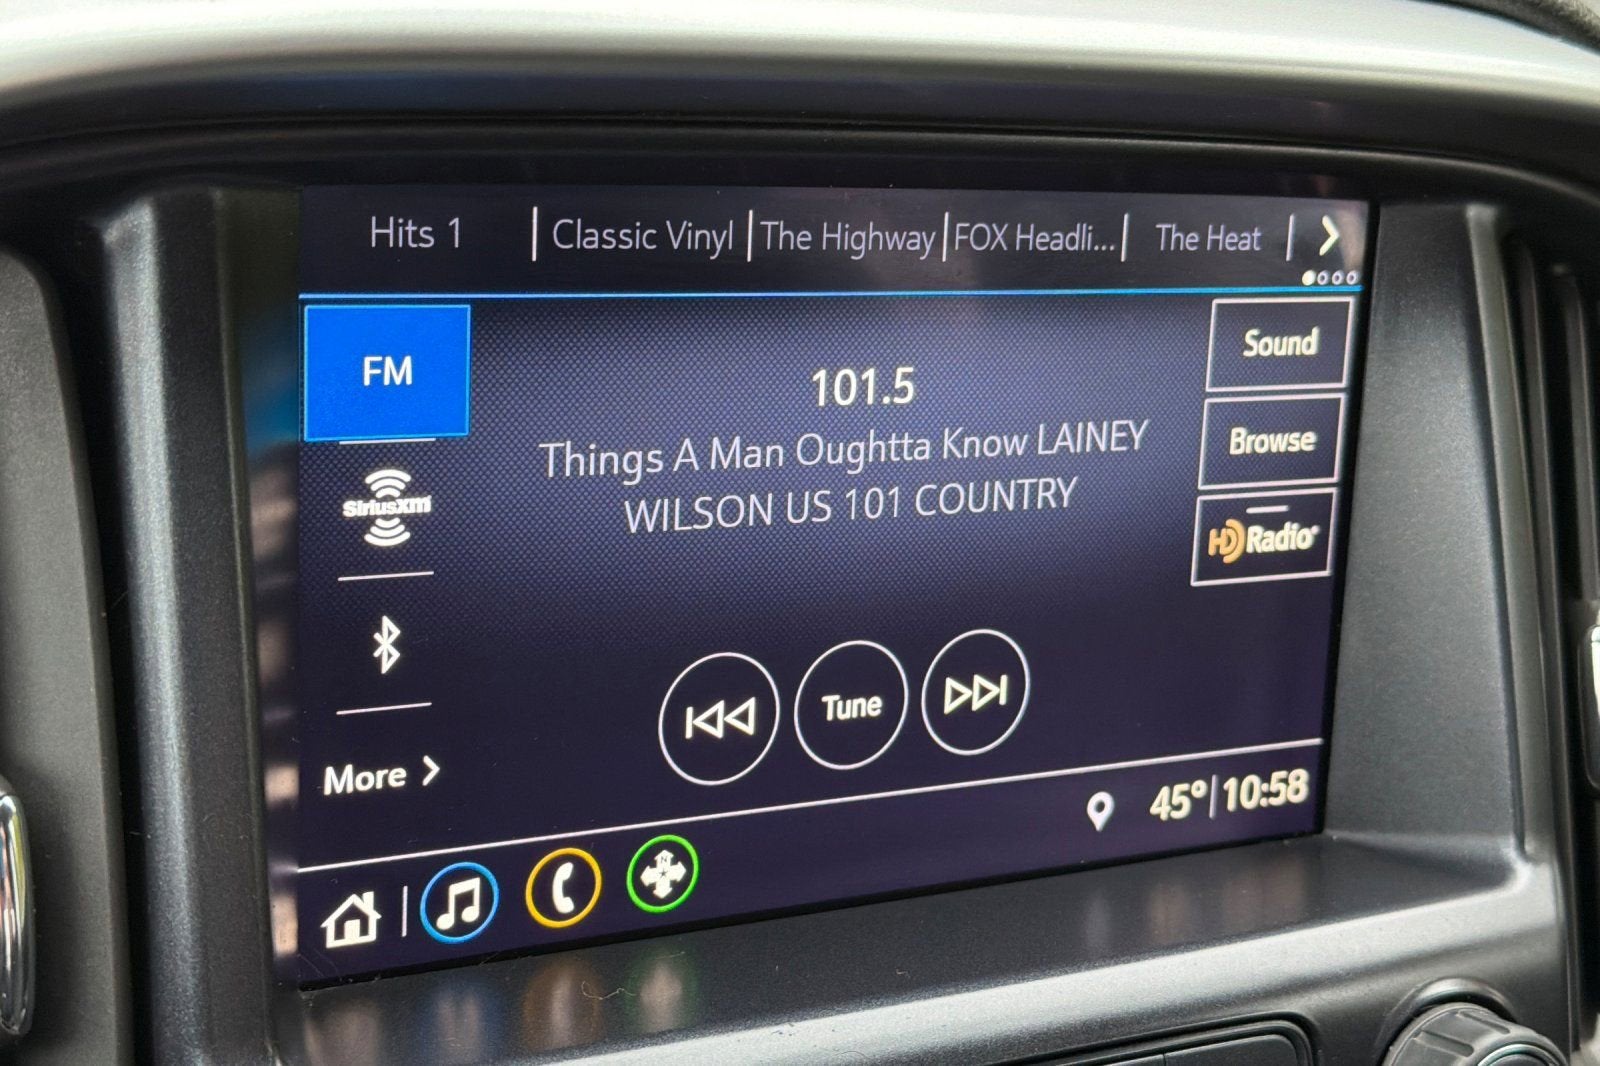 Hits 1 | Classic Vinyl | The Highway | FOX Headli... | The Heat |
FM
101.5
Things A Man Oughtta Know LAINEY
WILSON US 101 COUNTRY
Sound
Browse
HD Radio
SiriusXm
Tune
More
45° | 10:58
N